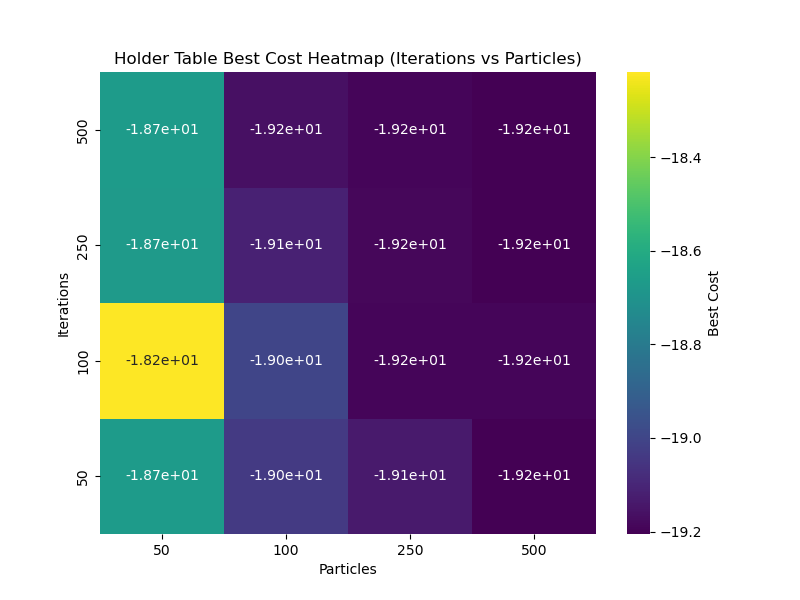 Holder Table Best Cost Heatmap (Iterations vs Particles)
500
-1.87e+01 -1.92e+01 -1.92e+01 -1.92e+01
250
-1.87e+01 -1.91e+01 -1.92e+01 -1.92e+01
100
-1.82e+01 -1.90e+01 -1.92e+01 -1.92e+01
50
-1.87e+01 -1.90e+01 -1.91e+01 -1.92e+01
Iterations
50 100 250 500
Particles
−18.4
−18.6
−18.8
−19.0
−19.2
Best Cost